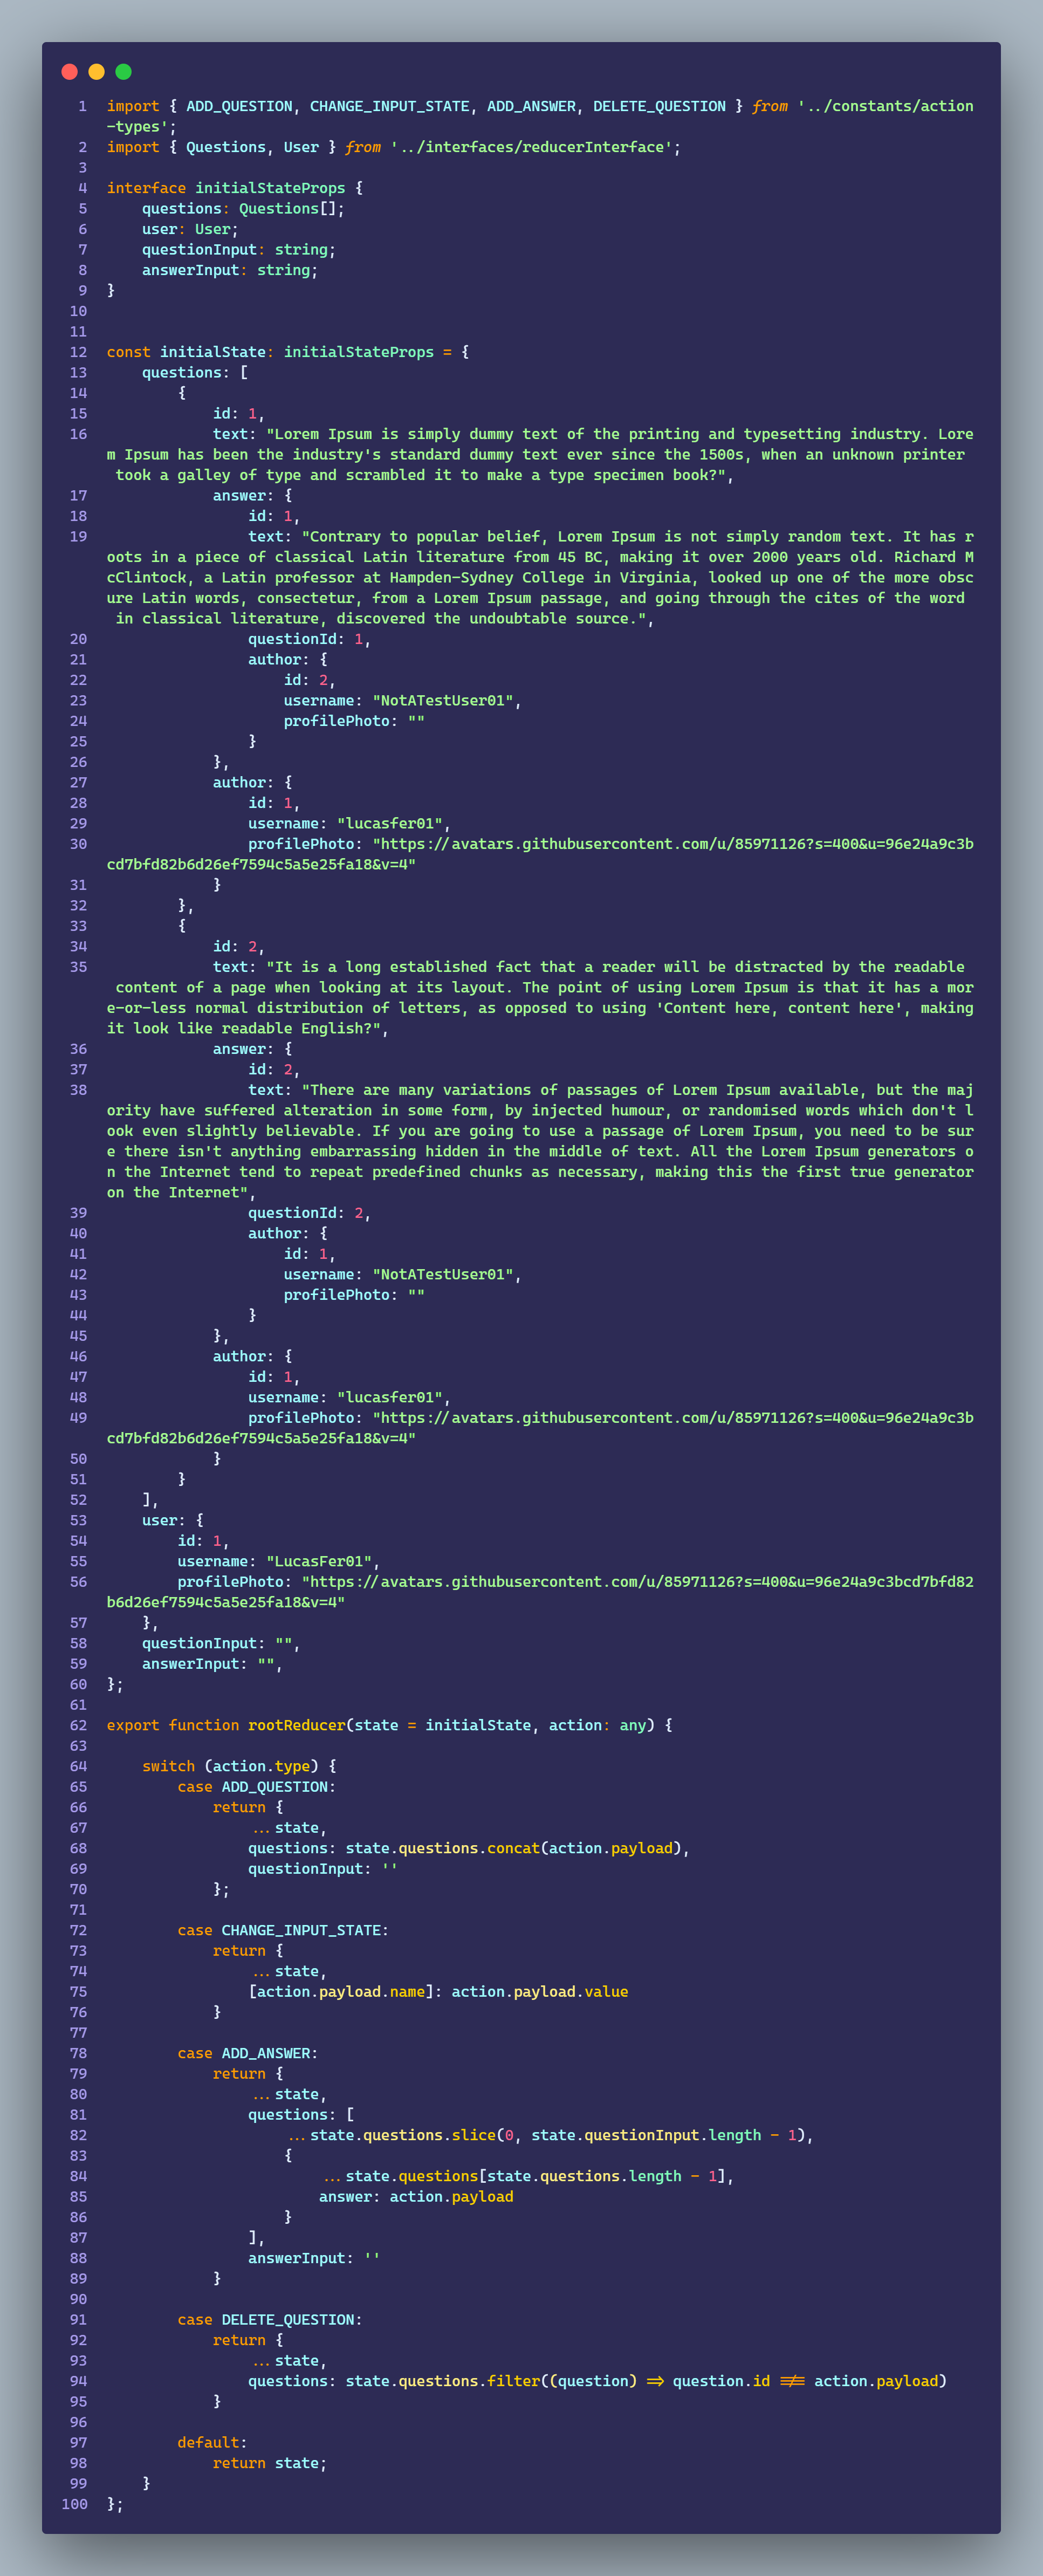 1 import { ADD_QUESTION, CHANGE_INPUT_STATE, ADD_ANSWER, DELETE_QUESTION } from '../constants/action
-types';
2 import { Questions, User } from '../interfaces/reducerInterface';
3
4 interface initialStateProps {
5     questions: Questions[];
6     user: User;
7     questionInput: string;
8     answerInput: string;
9 }
10
11
12 const initialState: initialStateProps = {
13     questions: [
14         {
15             id: 1,
16             text: "Lorem Ipsum is simply dummy text of the printing and typesetting industry. Lore
m Ipsum has been the industry's standard dummy text ever since the 1500s, when an unknown printer
 took a galley of type and scrambled it to make a type specimen book?",
17             answer: {
18                 id: 1,
19                 text: "Contrary to popular belief, Lorem Ipsum is not simply random text. It has r
oots in a piece of classical Latin literature from 45 BC, making it over 2000 years old. Richard M
cClintock, a Latin professor at Hampden-Sydney College in Virginia, looked up one of the more obsc
ure Latin words, consectetur, from a Lorem Ipsum passage, and going through the cites of the word
 in classical literature, discovered the undoubtable source.",
20                 questionId: 1,
21                 author: {
22                     id: 2,
23                     username: "NotATestUser01",
24                     profilePhoto: ""
25                 }
26             },
27             author: {
28                 id: 1,
29                 username: "lucasfer01",
30                 profilePhoto: "https://avatars.githubusercontent.com/u/85971126?s=400&u=96e24a9c3b
cd7bfd82b6d26ef7594c5a5e25fa18&v=4"
31             }
32         },
33         {
34             id: 2,
35             text: "It is a long established fact that a reader will be distracted by the readable
 content of a page when looking at its layout. The point of using Lorem Ipsum is that it has a mor
e-or-less normal distribution of letters, as opposed to using 'Content here, content here', making
it look like readable English?",
36             answer: {
37                 id: 2,
38                 text: "There are many variations of passages of Lorem Ipsum available, but the maj
ority have suffered alteration in some form, by injected humour, or randomised words which don't l
ook even slightly believable. If you are going to use a passage of Lorem Ipsum, you need to be sur
e there isn't anything embarrassing hidden in the middle of text. All the Lorem Ipsum generators o
n the Internet tend to repeat predefined chunks as necessary, making this the first true generator
on the Internet",
39                 questionId: 2,
40                 author: {
41                     id: 1,
42                     username: "NotATestUser01",
43                     profilePhoto: ""
44                 }
45             },
46             author: {
47                 id: 1,
48                 username: "lucasfer01",
49                 profilePhoto: "https://avatars.githubusercontent.com/u/85971126?s=400&u=96e24a9c3b
cd7bfd82b6d26ef7594c5a5e25fa18&v=4"
50             }
51         }
52     ],
53     user: {
54         id: 1,
55         username: "LucasFer01",
56         profilePhoto: "https://avatars.githubusercontent.com/u/85971126?s=400&u=96e24a9c3bcd7bfd82
b6d26ef7594c5a5e25fa18&v=4"
57     },
58     questionInput: "",
59     answerInput: "",
60 };
61
62 export function rootReducer(state = initialState, action: any) {
63
64     switch (action.type) {
65         case ADD_QUESTION:
66             return {
67                 ...state,
68                 questions: state.questions.concat(action.payload),
69                 questionInput: ''
70             };
71
72         case CHANGE_INPUT_STATE:
73             return {
74                 ...state,
75                 [action.payload.name]: action.payload.value
76             }
77
78         case ADD_ANSWER:
79             return {
80                 ...state,
81                 questions: [
82                     ...state.questions.slice(0, state.questionInput.length - 1),
83                     {
84                         ...state.questions[state.questions.length - 1],
85                         answer: action.payload
86                     }
87                 ],
88                 answerInput: ''
89             }
90
91         case DELETE_QUESTION:
92             return {
93                 ...state,
94                 questions: state.questions.filter((question) => question.id !== action.payload)
95             }
96
97         default:
98             return state;
99     }
100 };